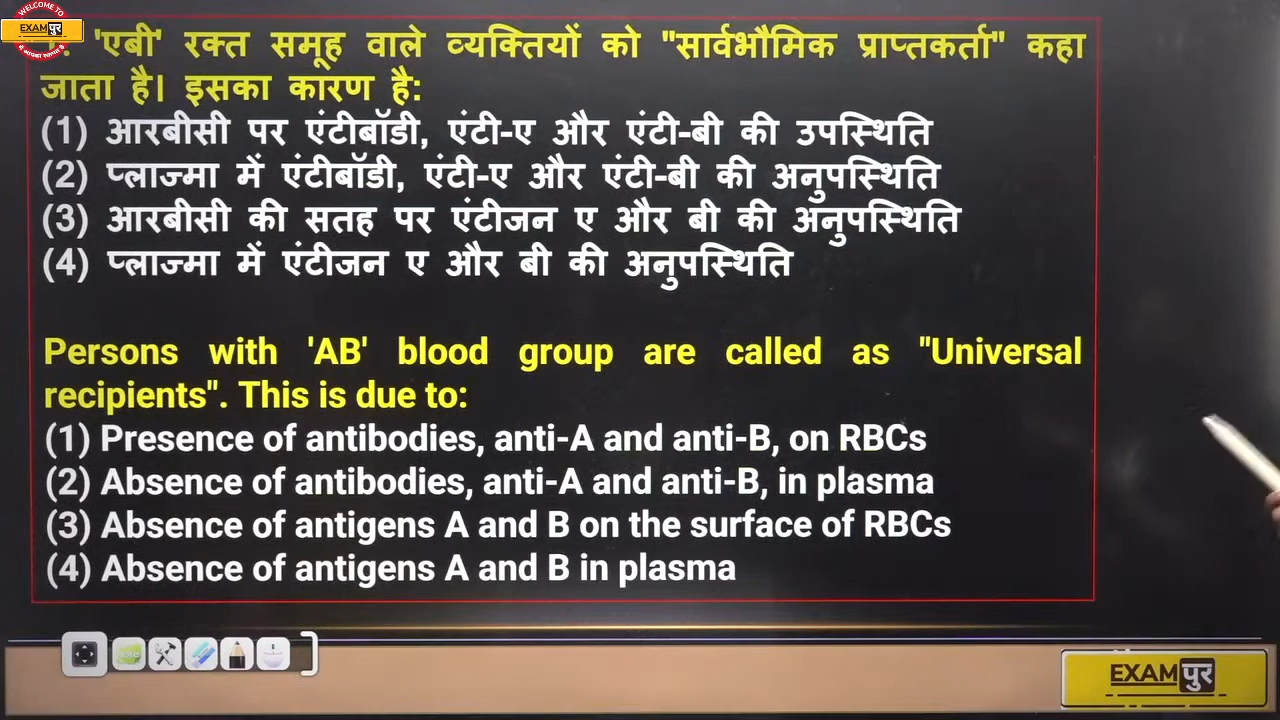 WELCOME TO
EXAMपुर
'एबी' रक्त समूह वाले व्यक्तियों को "सार्वभौमिक प्राप्तकर्ता" कहा
जाता है। इसका कारण है:
(1) आरबीसी पर एंटीबॉडी, एंटी-ए और एंटी-बी की उपस्थिति
(2) प्लाज्मा में एंटीबॉडी, एंटी-ए और एंटी-बी की अनुपस्थिति
(3) आरबीसी की सतह पर एंटीजन ए और बी की अनुपस्थिति
(4) प्लाज्मा में एंटीजन ए और बी की अनुपस्थिति
Persons with 'AB' blood group are called as "Universal
recipients". This is due to:
(1) Presence of antibodies, anti-A and anti-B, on RBCs
(2) Absence of antibodies, anti-A and anti-B, in plasma
(3) Absence of antigens A and B on the surface of RBCs
(4) Absence of antigens A and B in plasma
EXAMपुर